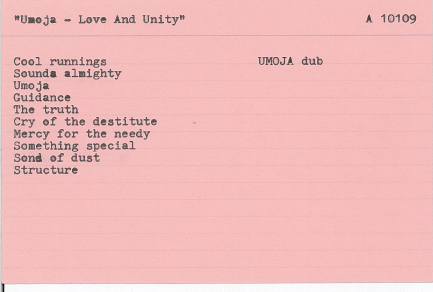 "Umoja - Love And Unity" A 10109
Cool runnings UMOJA dub
Sounds almighty
Umoja
Guidance
The truth
Cry of the destitute
Mercy for the needy
Something special
Sond of dust
Structure